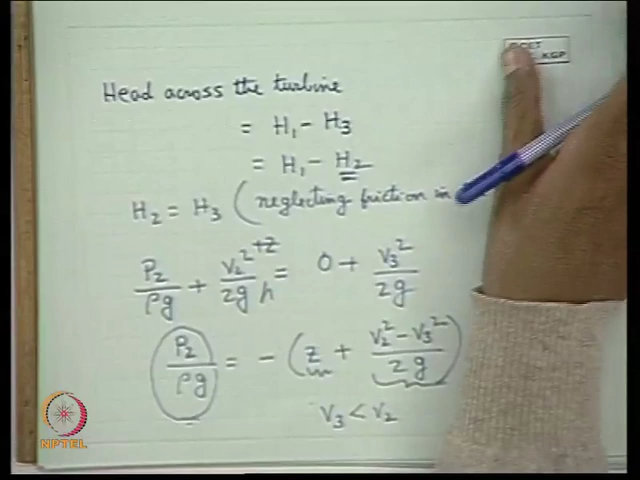 KGP
Head across the turbine
= H₁ - H₃
= H₁ - H₂
H₂ = H₃ (neglecting friction in
P₂/ρg + V₂²/2g + z = 0 + V₃²/2g
P₂/ρg = - (z + V₂² - V₃²/2g)
V₃ < V₂
NPTEL